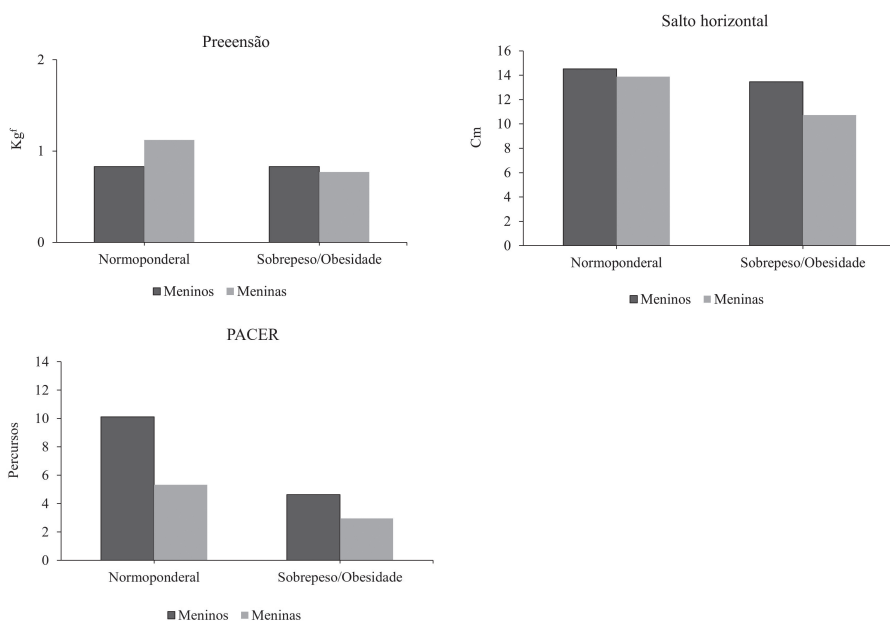 Preeensão
2
1
0
Kgᶠ
Normoponderal Sobrepeso/Obesidade
Meninos Meninas
Salto horizontal
16
14
12
10
8
6
4
2
0
Cm
Normoponderal Sobrepeso/Obesidade
Meninos Meninas
PACER
14
12
10
8
6
4
2
0
Percursos
Normoponderal Sobrepeso/Obesidade
Meninos Meninas